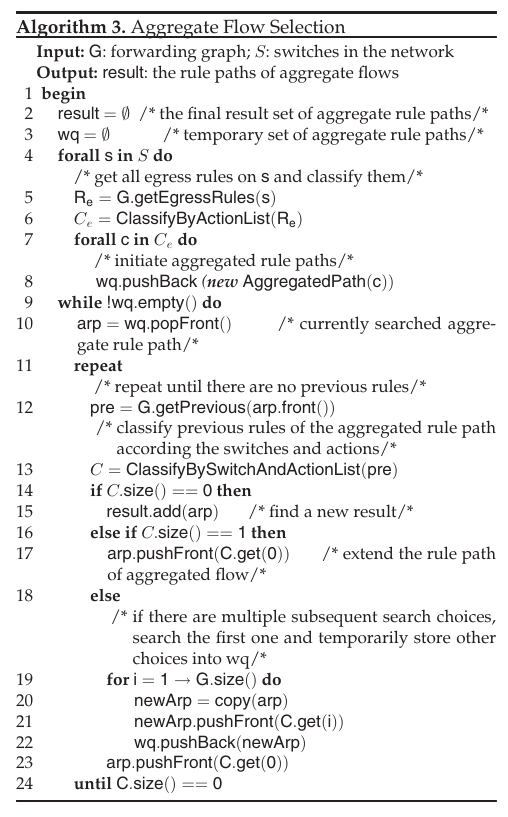 Algorithm 3. Aggregate Flow Selection
Input: G: forwarding graph; S: switches in the network
Output: result: the rule paths of aggregate flows
1 begin
2 result = ∅ /* the final result set of aggregate rule paths/*
3 wq = ∅ /* temporary set of aggregate rule paths/*
4 forall s in S do
/* get all egress rules on s and classify them/*
5 Re = G.getEgressRules(s)
6 Ce = ClassifyByActionList(Re)
7 forall c in Ce do
/* initiate aggregated rule paths/*
8 wq.pushBack (new AggregatedPath(c))
9 while !wq.empty() do
10 arp = wq.popFront() /* currently searched aggre-
gate rule path/*
11 repeat
/* repeat until there are no previous rules/*
12 pre = G.getPrevious(arp.front())
/* classify previous rules of the aggregated rule path
according the switches and actions/*
13 C = ClassifyBySwitchAndActionList(pre)
14 if C.size() == 0 then
15 result.add(arp) /* find a new result/*
16 else if C.size() == 1 then
17 arp.pushFront(C.get(0)) /* extend the rule path
of aggregated flow/*
18 else
/* if there are multiple subsequent search choices,
search the first one and temporarily store other
choices into wq/*
19 for i = 1 → G.size() do
20 newArp = copy(arp)
21 newArp.pushFront(C.get(i))
22 wq.pushBack(newArp)
23 arp.pushFront(C.get(0))
24 until C.size() == 0